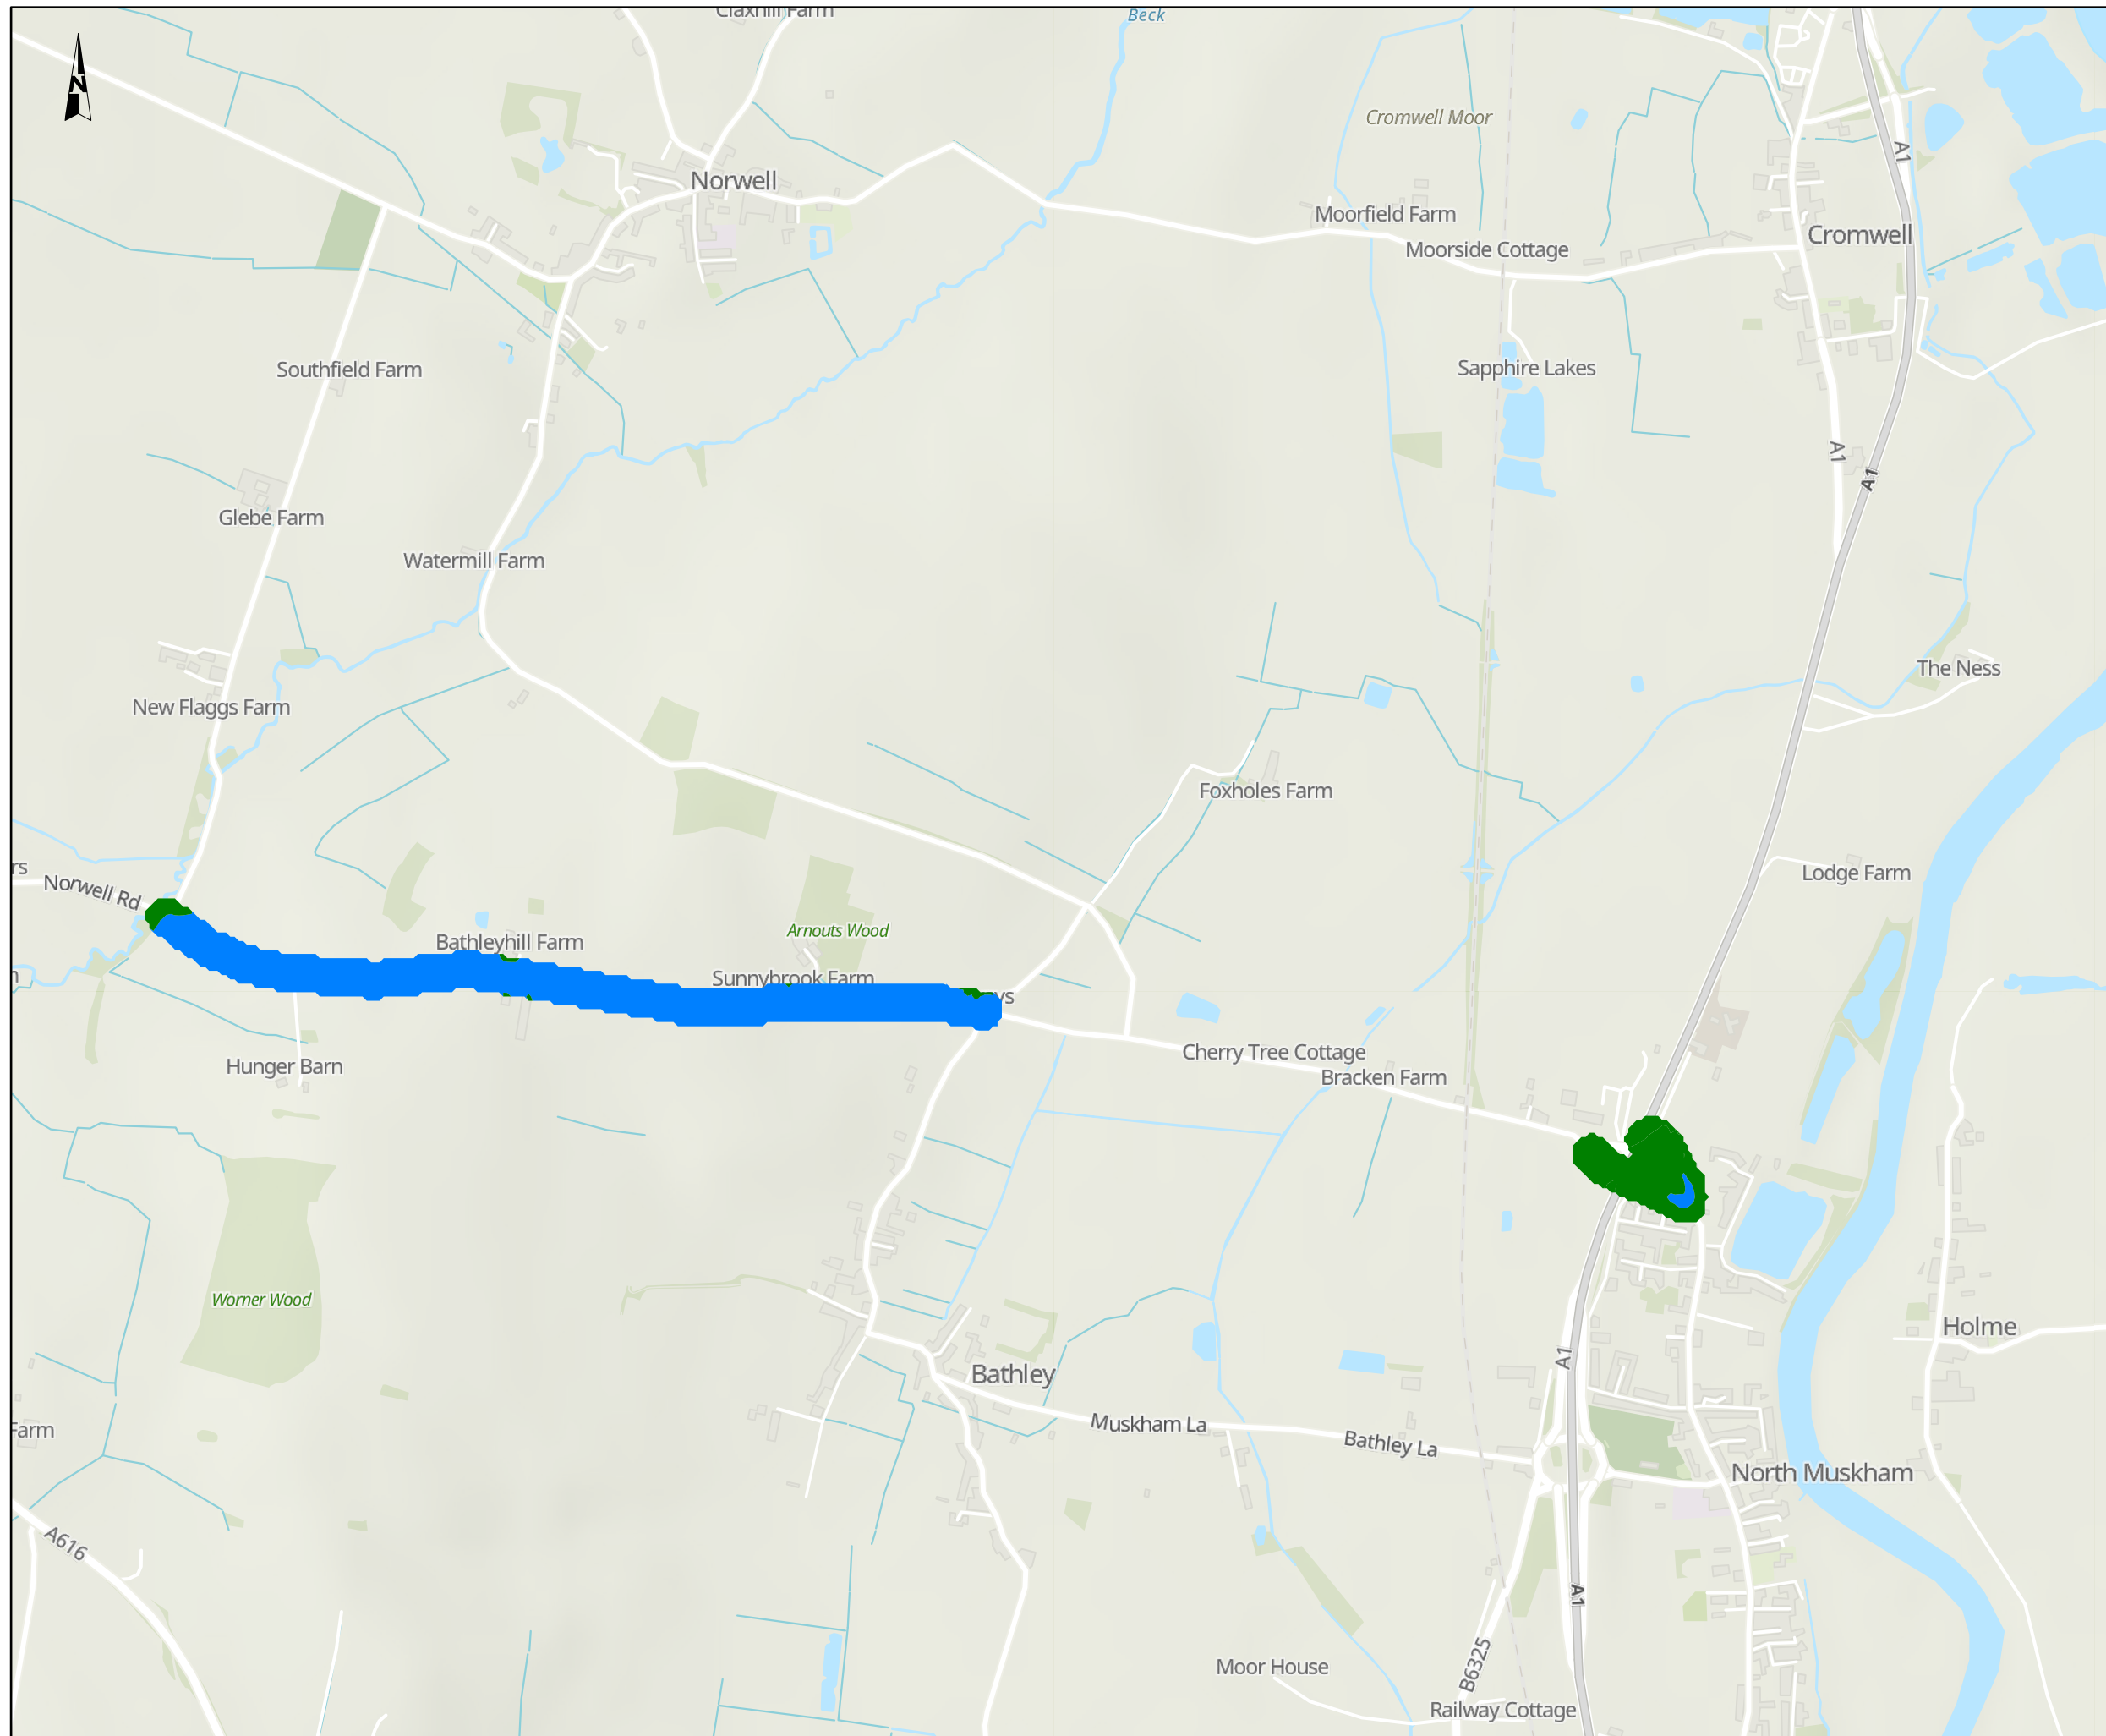 Claxhill Farm
Beck
N
Cromwell Moor
A1
Norwell
Moorfield Farm
Cromwell
Moorside Cottage
Southfield Farm
Sapphire Lakes
A1
A1
Glebe Farm
Watermill Farm
The Ness
New Flaggs Farm
Foxholes Farm
rs
Norwell Rd
Lodge Farm
Arnouts Wood
Bathleyhill Farm
Sunnybrook Farm
ys
Cherry Tree Cottage
Hunger Barn
Bracken Farm
Worner Wood
Holme
A1
Bathley
Muskham La
Farm
Bathley La
North Muskham
A616
A1
Moor House
B6325
Railway Cottage